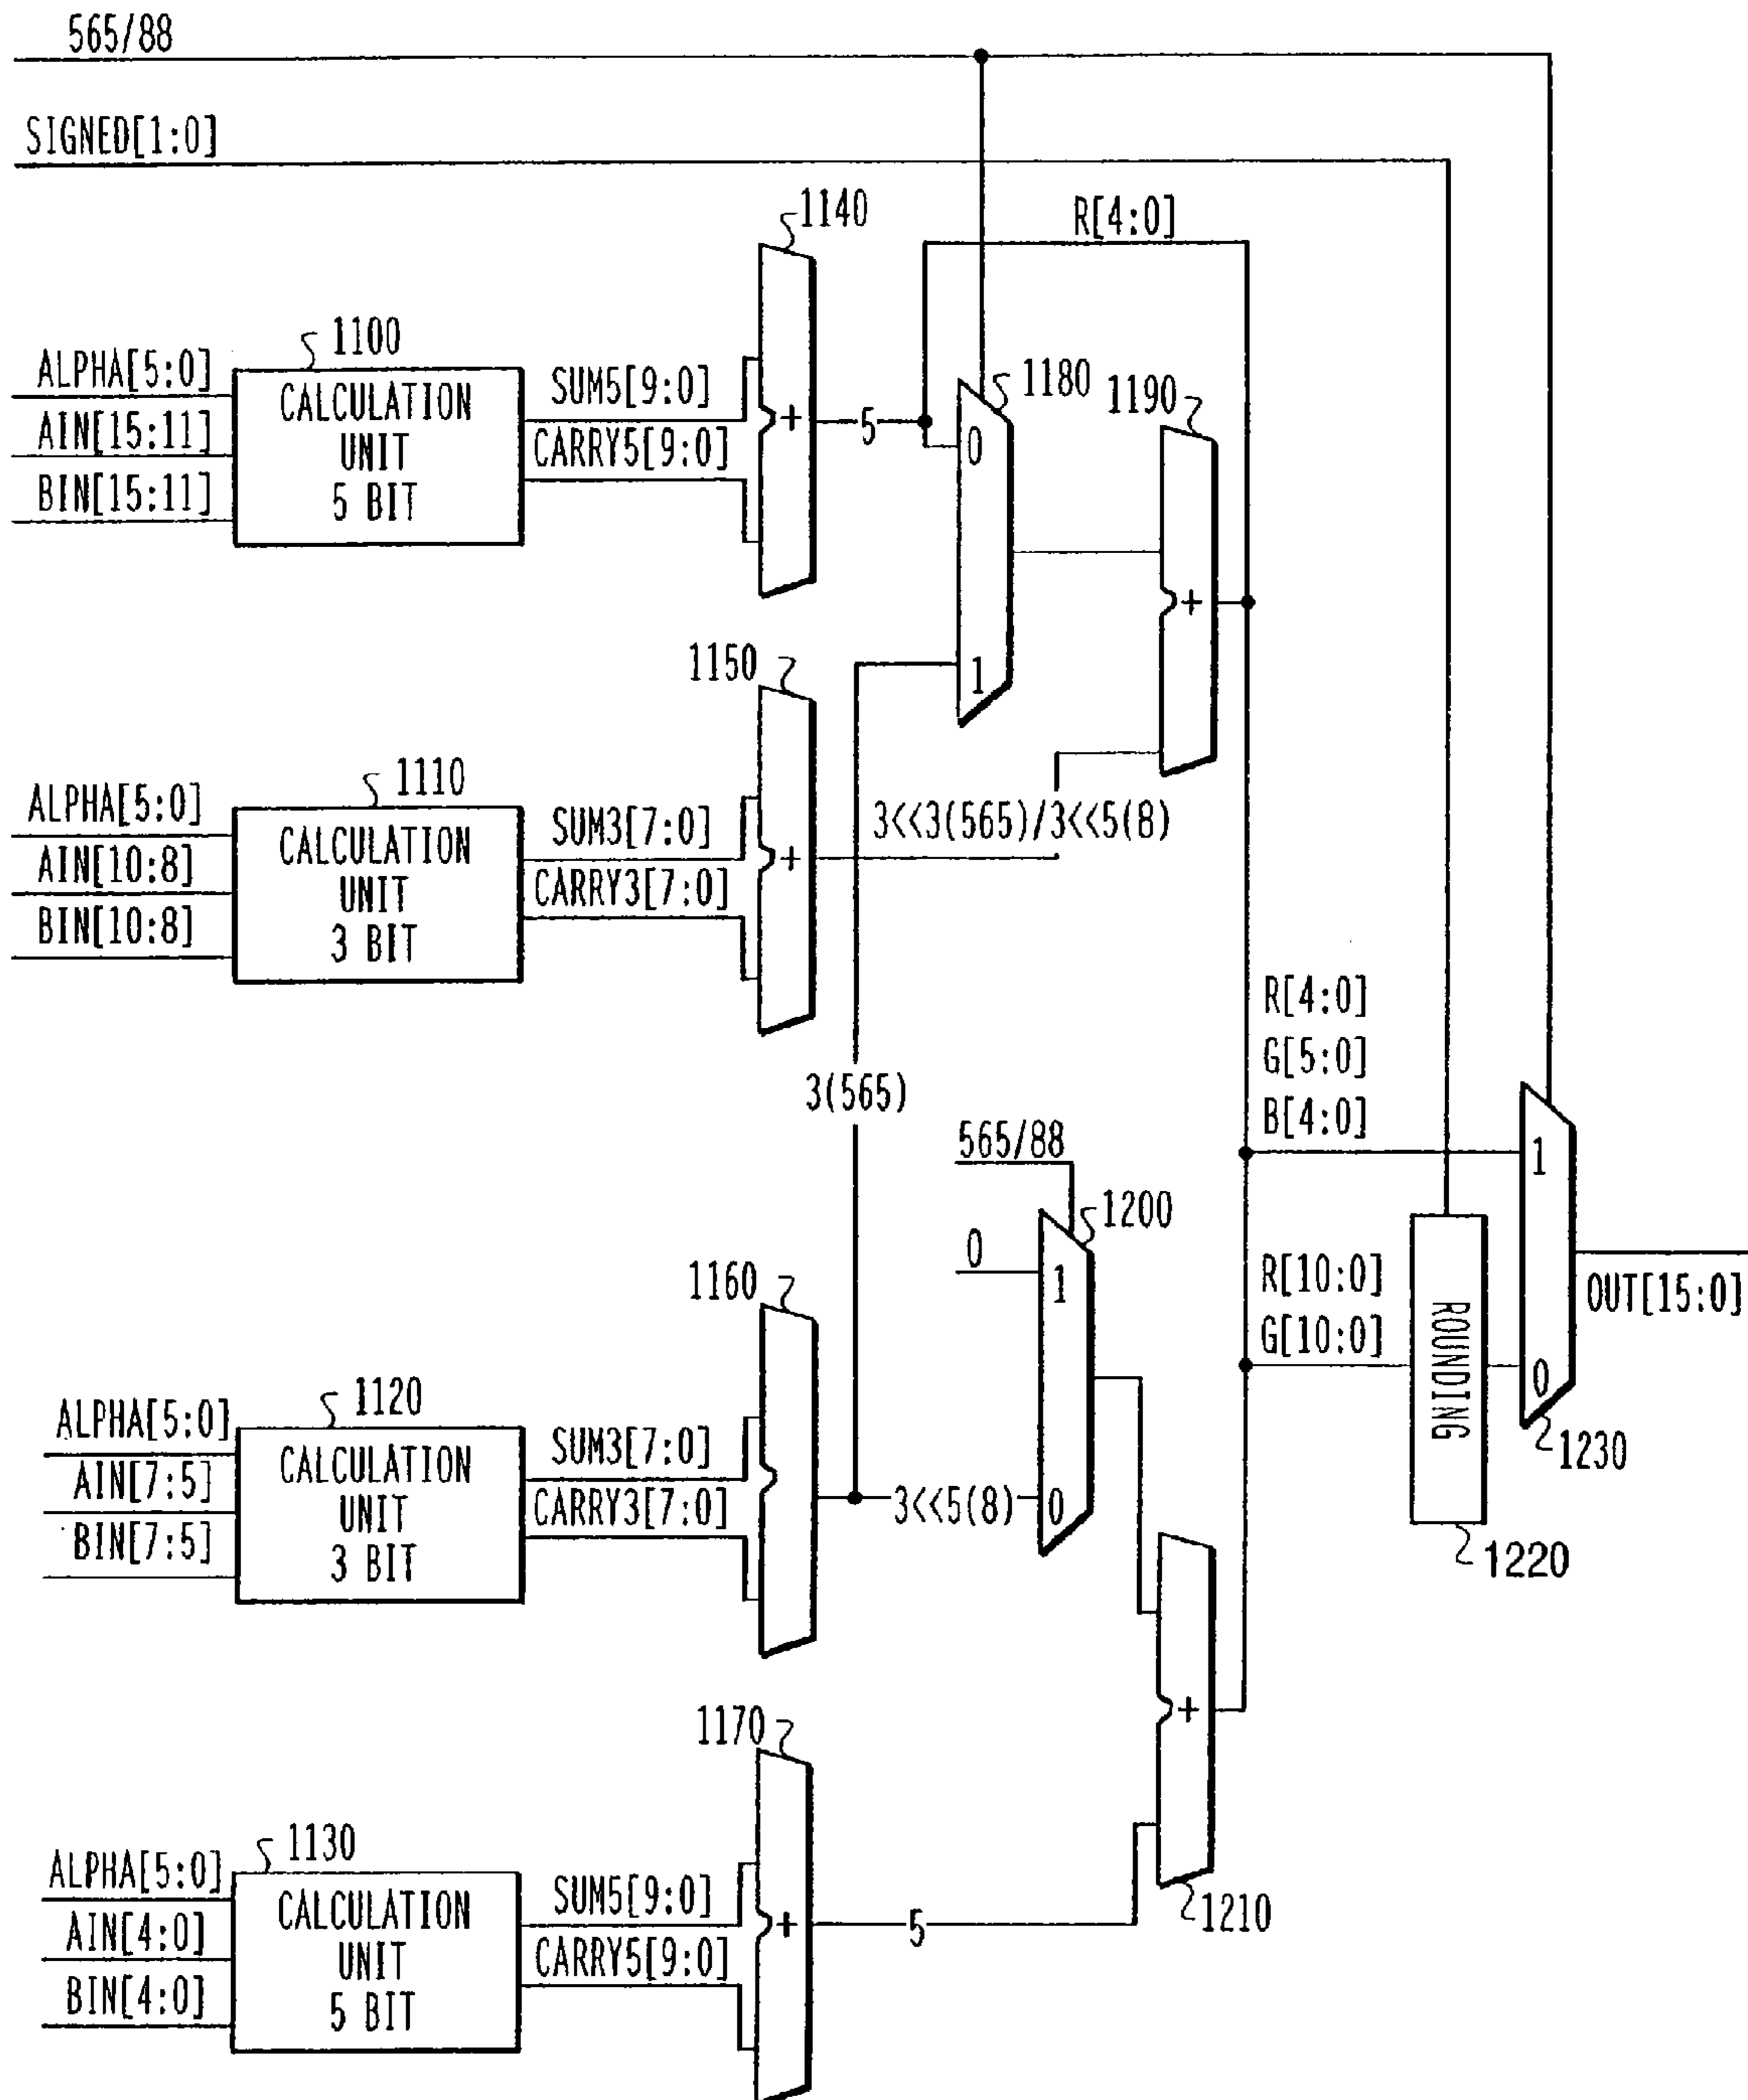 565/88
SIGNED[1:0]
1140
R[4:0]
1100
ALPHA[5:0]
AIN[15:11]
BIN[15:11]
CALCULATION
UNIT
5 BIT
SUM5[9:0]
CARRY5[9:0]
+
5
1180
0
1
1190
+
1150
1110
ALPHA[5:0]
AIN[10:8]
BIN[10:8]
CALCULATION
UNIT
3 BIT
SUM3[7:0]
CARRY3[7:0]
+
3<<3(565)/3<<5(8)
3(565)
R[4:0]
G[5:0]
B[4:0]
565/88
1200
0
1
0
1
R[10:0]
G[10:0]
ROUNDING
0
OUT[15:0]
1230
1220
1160
1120
ALPHA[5:0]
AIN[7:5]
BIN[7:5]
CALCULATION
UNIT
3 BIT
SUM3[7:0]
CARRY3[7:0]
3<<5(8)
+
1210
1170
1130
ALPHA[5:0]
AIN[4:0]
BIN[4:0]
CALCULATION
UNIT
5 BIT
SUM5[9:0]
CARRY5[9:0]
+
5